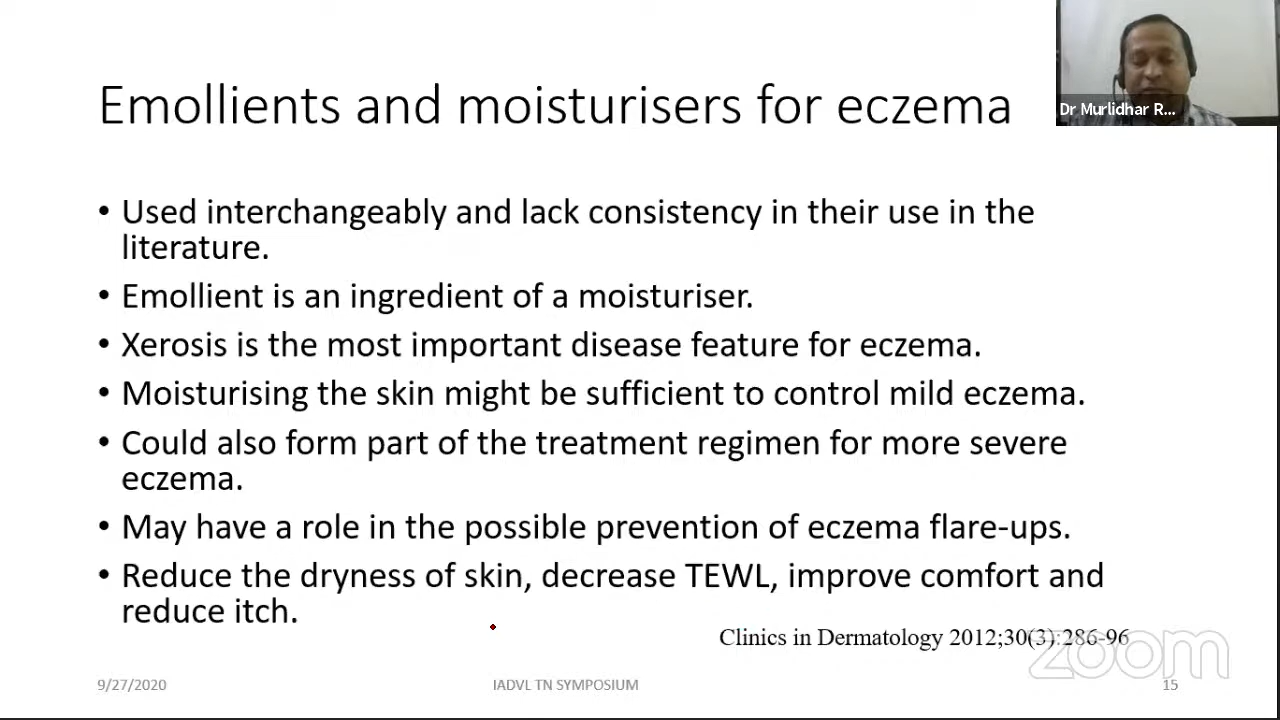 Emollients and moisturisers for eczema
Dr Murlidhar R...
• Used interchangeably and lack consistency in their use in the
literature.
• Emollient is an ingredient of a moisturiser.
• Xerosis is the most important disease feature for eczema.
• Moisturising the skin might be sufficient to control mild eczema.
• Could also form part of the treatment regimen for more severe
eczema.
• May have a role in the possible prevention of eczema flare-ups.
• Reduce the dryness of skin, decrease TEWL, improve comfort and
reduce itch.
Clinics in Dermatology 2012;30(3):286-96
zoom
9/27/2020
IADVL TN SYMPOSIUM
15